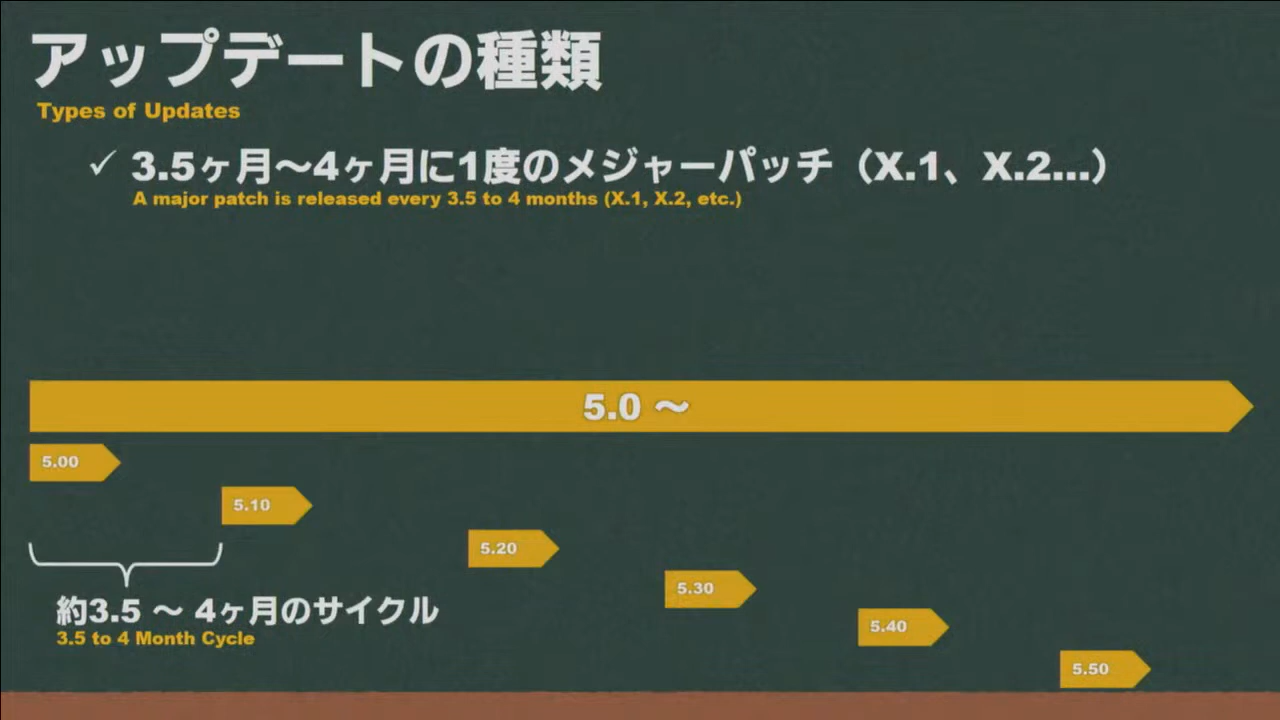 アップデートの種類
Types of Updates
✓ 3.5ヶ月～4ヶ月に1度のメジャーパッチ（X.1、X.2...）
A major patch is released every 3.5 to 4 months (X.1, X.2, etc.)
5.0 ～
5.00
5.10
5.20
5.30
5.40
5.50
約3.5 ～ 4ヶ月のサイクル
3.5 to 4 Month Cycle